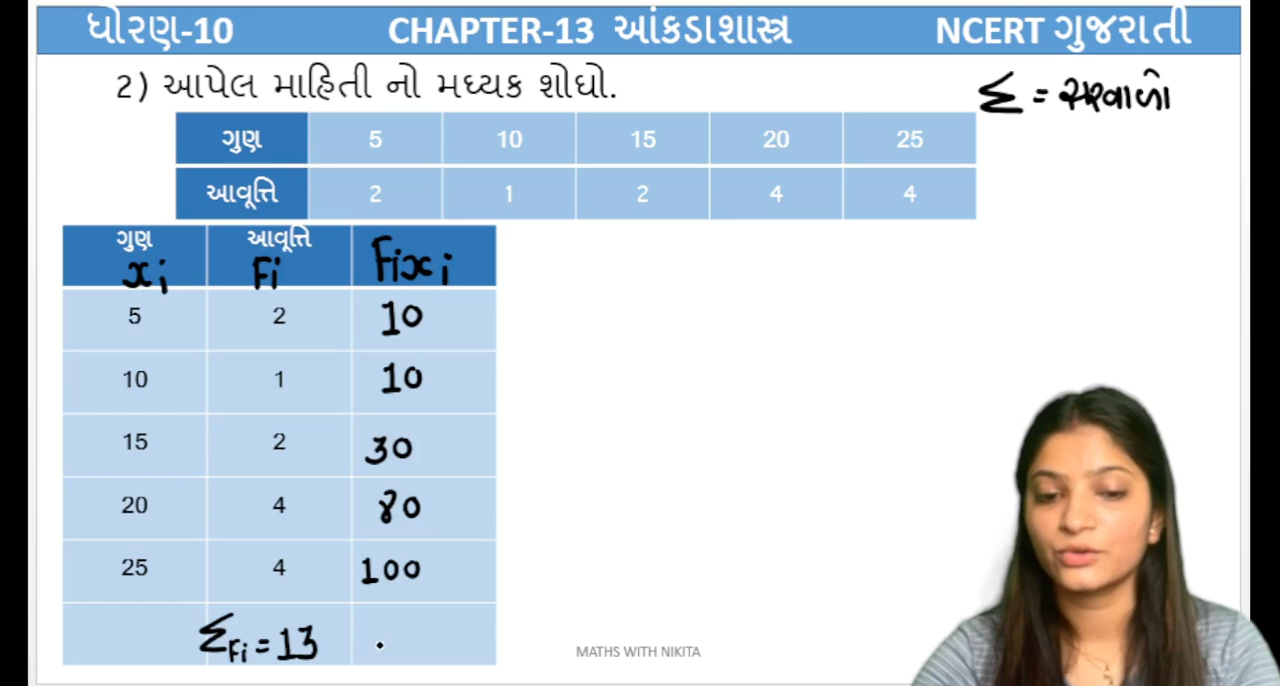 ધોરણ-10 CHAPTER-13 આંકડાશાસ્ત્ર NCERT ગુજરાતી
2) આપેલ માહિતી નો મધ્યક શોધો.
Σ = સરવાળો
ગુણ 5 10 15 20 25
આવૃત્તિ 2 1 2 4 4
ગુણ આવૃત્તિ
xi Fi Fixi
5 2 10
10 1 10
15 2 30
20 4 80
25 4 100
ΣFi = 13
MATHS WITH NIKITA